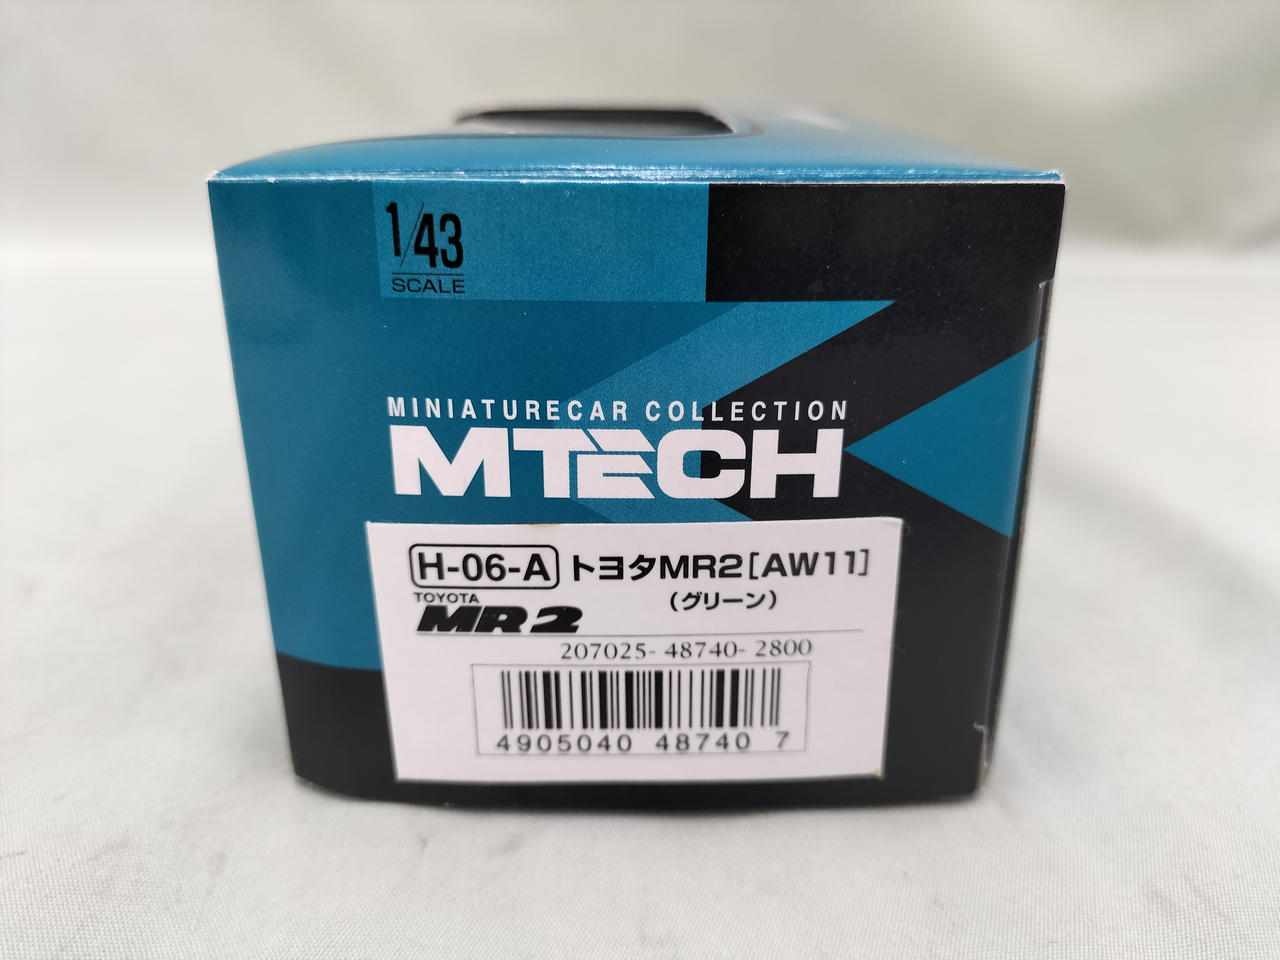 1/43
SCALE
MINIATURECAR COLLECTION
MTECH
H-06-A トヨタMR2[AW11]
(グリーン)
TOYOTA
MR2
207025-48740-2800
4905040 48740 7